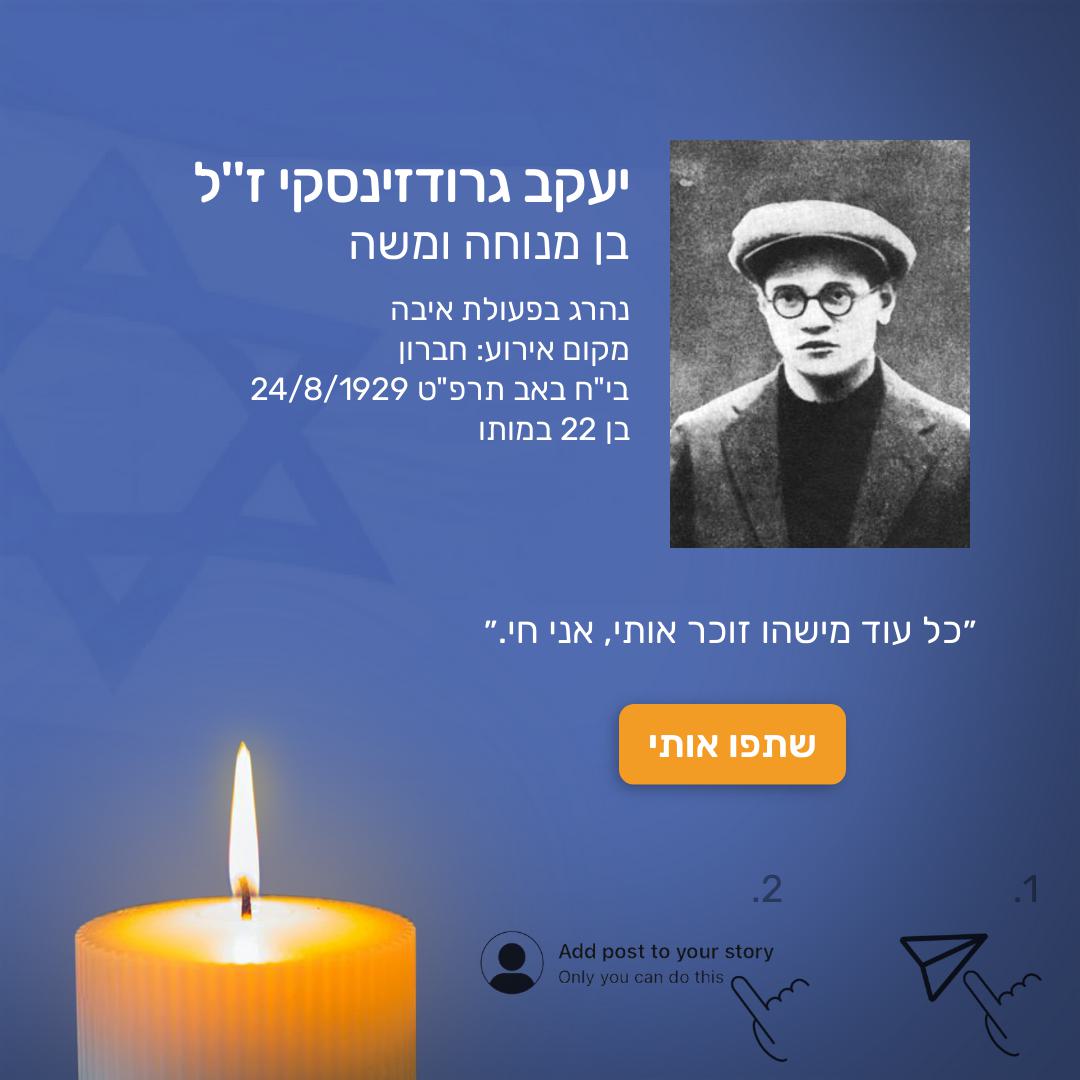 יעקב גרודזינסקי ז"ל
בן מנוחה ומשה
נהרג בפעולת איבה
מקום אירוע: חברון
בי"ח באב תרפ"ט 24/8/1929
בן 22 במותו
״כל עוד מישהו זוכר אותי, אני חי.״
שתפו אותי
1.
2.
Add post to your story
Only you can do this